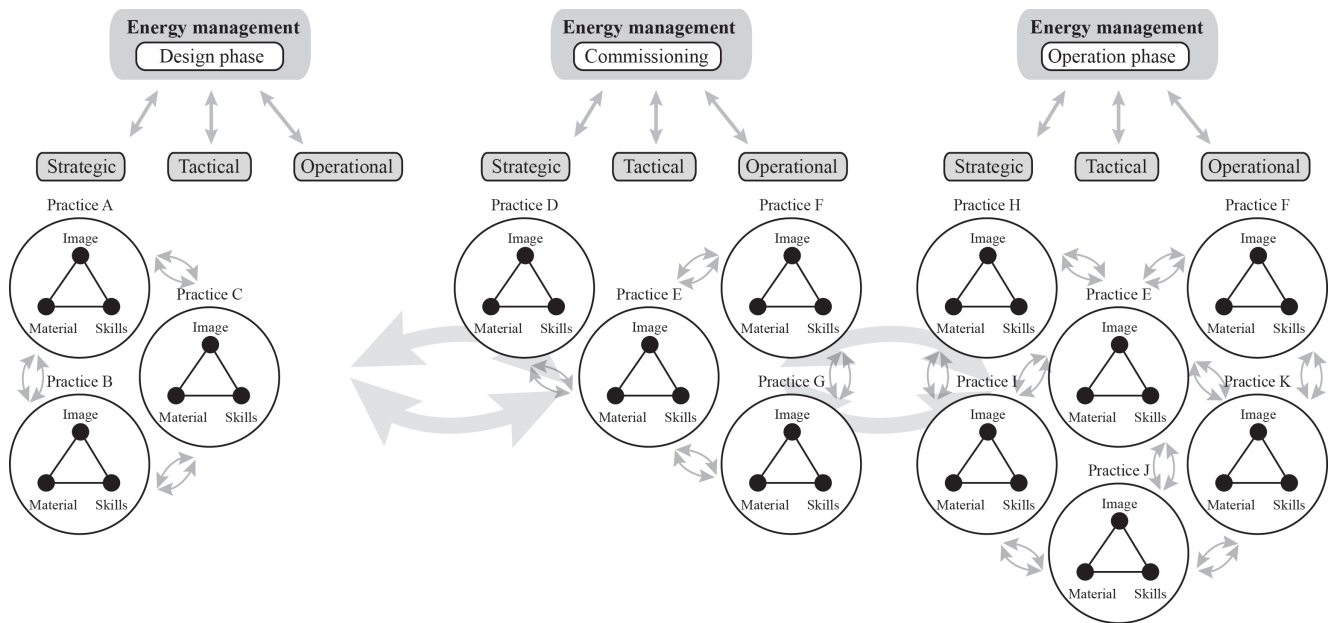 Energy management
Design phase
Strategic
Tactical
Operational
Practice A
Image
Material
Skills
Practice C
Image
Material
Skills
Practice B
Image
Material
Skills
Energy management
Commissioning
Strategic
Tactical
Operational
Practice D
Image
Material
Skills
Practice F
Image
Material
Skills
Practice E
Image
Material
Skills
Practice G
Image
Material
Skills
Energy management
Operation phase
Strategic
Tactical
Operational
Practice H
Image
Material
Skills
Practice F
Image
Material
Skills
Practice E
Image
Material
Skills
Practice I
Image
Material
Skills
Practice K
Image
Material
Skills
Practice J
Image
Material
Skills